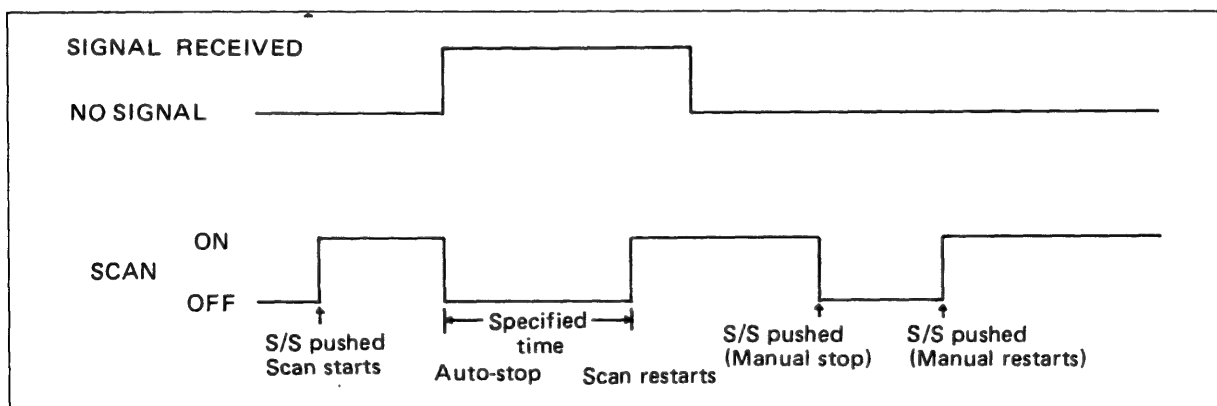 SIGNAL RECEIVED
NO SIGNAL
ON
SCAN
OFF
S/S pushed
Scan starts
Specified
time
Auto-stop
Scan restarts
S/S pushed
(Manual stop)
S/S pushed
(Manual restarts)